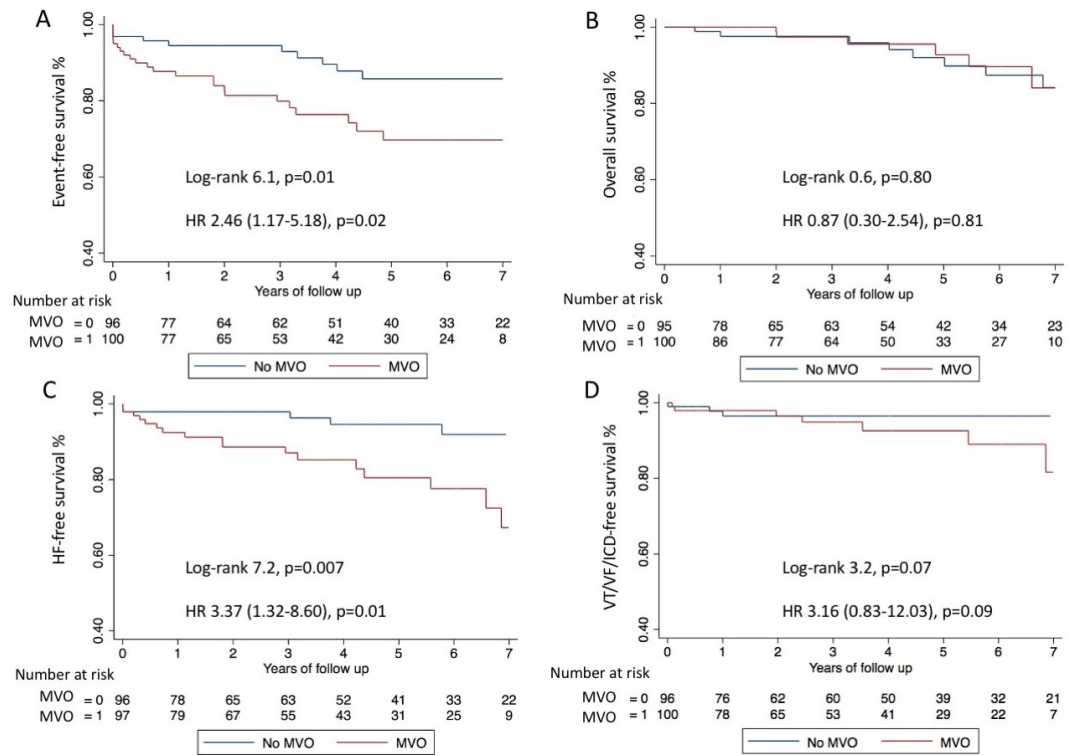 A
Event-free survival %
1.00
0.80
0.60
0.40
Log-rank 6.1, p=0.01
HR 2.46 (1.17-5.18), p=0.02
0 1 2 3 4 5 6 7
Years of follow up
Number at risk
MVO = 0 96 77 64 62 51 40 33 22
MVO = 1 100 77 65 53 42 30 24 8
No MVO MVO
B
Overall survival %
1.00
0.80
0.60
0.40
Log-rank 0.6, p=0.80
HR 0.87 (0.30-2.54), p=0.81
0 1 2 3 4 5 6 7
Years of follow up
Number at risk
MVO = 0 95 78 65 63 54 42 34 23
MVO = 1 100 86 77 64 50 33 27 10
No MVO MVO
C
HF-free survival %
1.00
0.80
0.60
0.40
Log-rank 7.2, p=0.007
HR 3.37 (1.32-8.60), p=0.01
0 1 2 3 4 5 6 7
Years of follow up
Number at risk
MVO = 0 96 78 65 63 52 41 33 22
MVO = 1 97 79 67 55 43 31 25 9
No MVO MVO
D
VT/VF/ICD-free survival %
1.00
0.80
0.60
0.40
Log-rank 3.2, p=0.07
HR 3.16 (0.83-12.03), p=0.09
0 1 2 3 4 5 6 7
Years of follow up
Number at risk
MVO = 0 96 76 62 60 50 39 32 21
MVO = 1 100 78 65 53 41 29 22 7
No MVO MVO